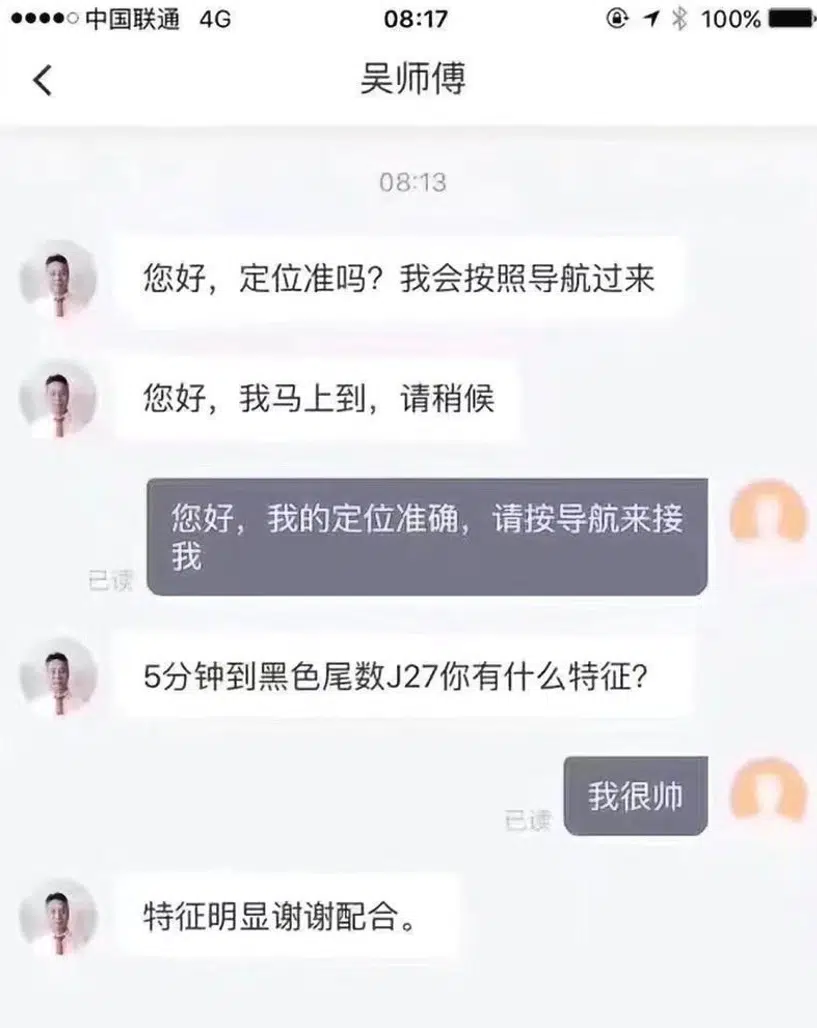 中国联通 4G 08:17 100%
吴师傅
08:13
您好，定位准吗？我会按照导航过来
您好，我马上到，请稍候
您好，我的定位准确，请按导航来接
我
已读
5分钟到黑色尾数J27你有什么特征？
我很帅
已读
特征明显谢谢配合。